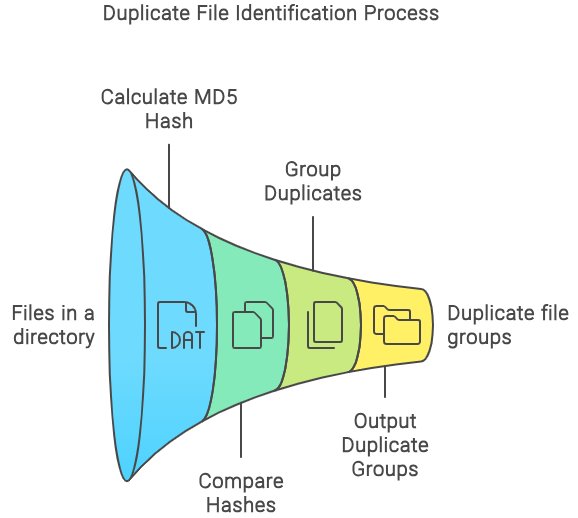 Duplicate File Identification Process
Calculate MD5
Hash
Group
Duplicates
Files in a
directory
DAT
Duplicate file
groups
Output
Duplicate
Groups
Compare
Hashes